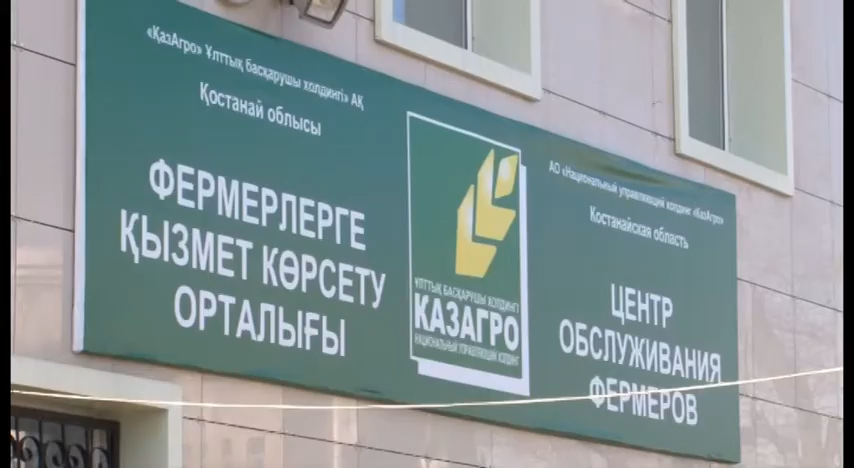 «ҚазАгро» Ұлттық басқарушы холдингі» АҚ
Қостанай облысы
ФЕРМЕРЛЕРГЕ
ҚЫЗМЕТ КӨРСЕТУ
ОРТАЛЫҒЫ
ҰЛТТЫҚ БАСҚАРУШЫ ХОЛДИНГІ
КАЗАГРО
НАЦИОНАЛЬНЫЙ УПРАВЛЯЮЩИЙ ХОЛДИНГ
АО «Национальный управляющий холдинг «КазАгро»
Костанайская область
ЦЕНТР
ОБСЛУЖИВАНИЯ
ФЕРМЕРОВ